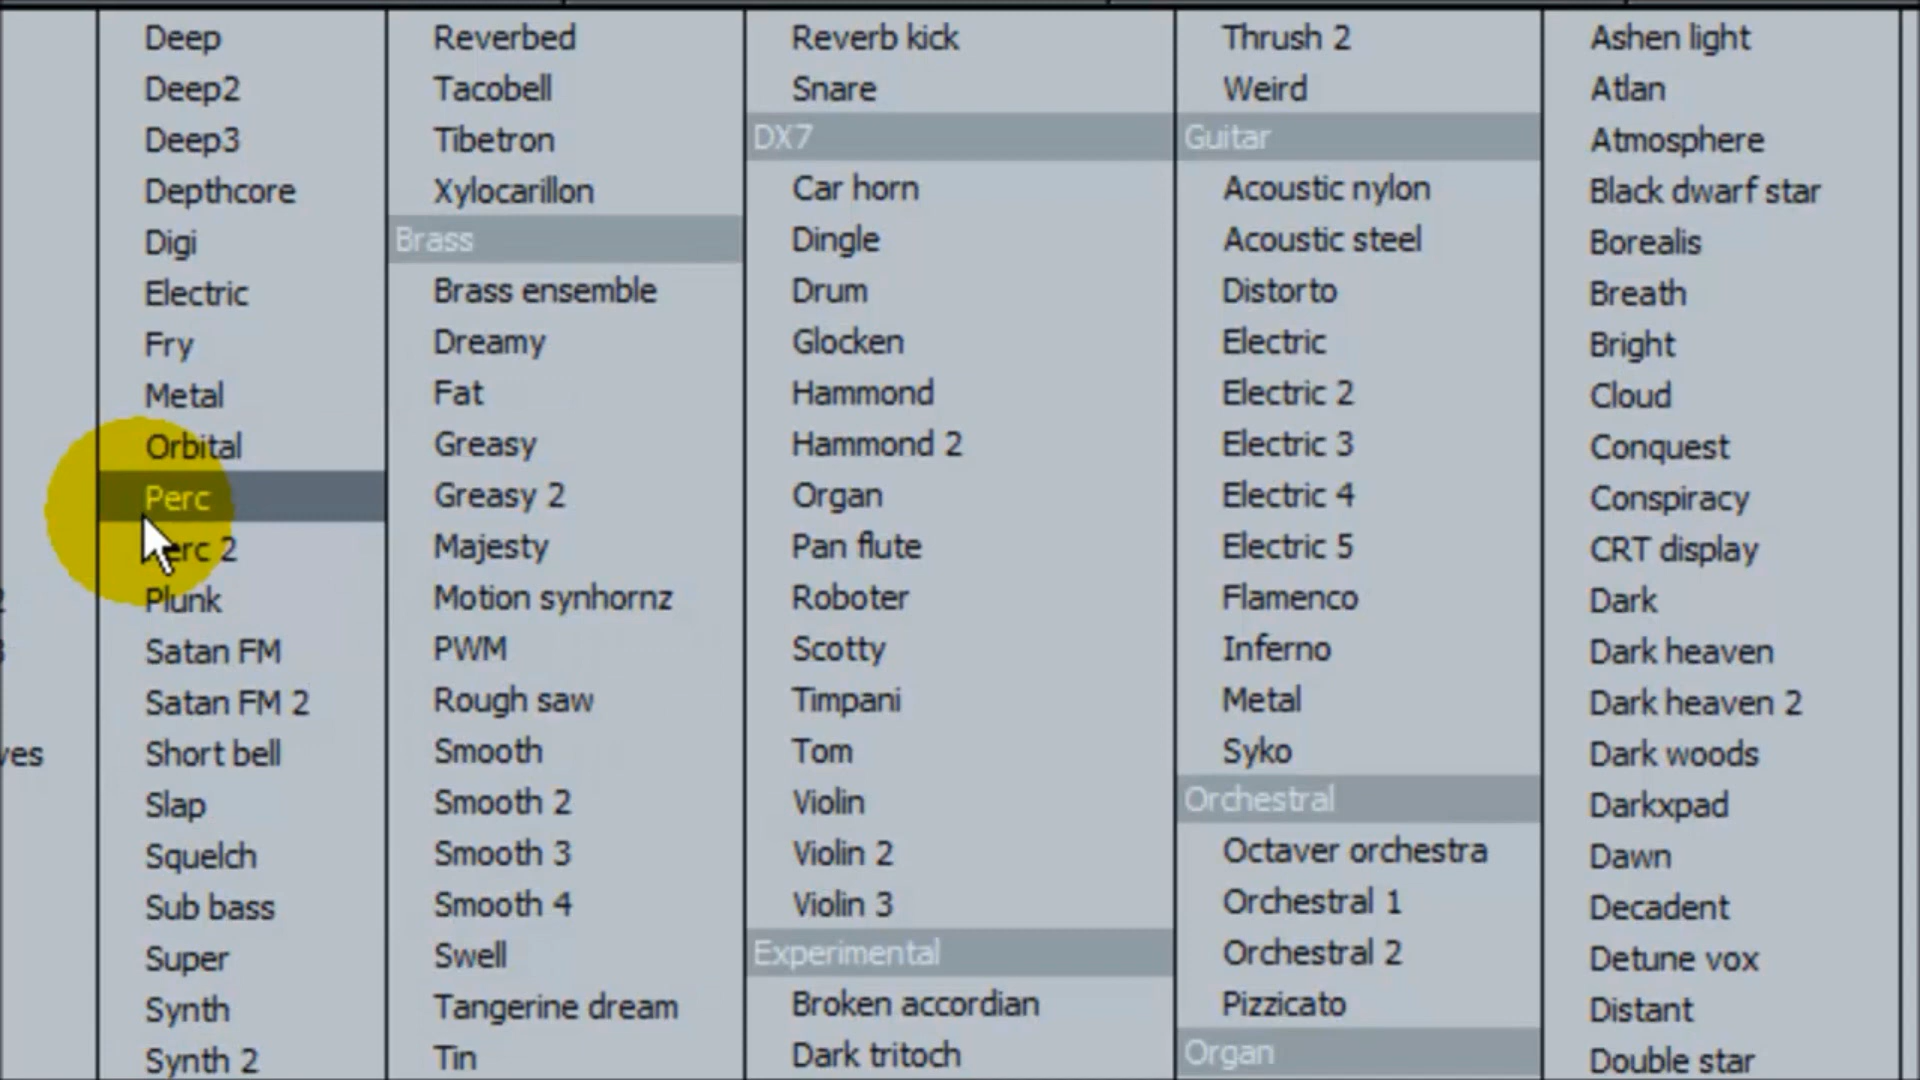 ves
Deep
Deep2
Deep3
Depthcore
Digi
Electric
Fry
Metal
Orbital
Perc
Perc 2
Plunk
Satan FM
Satan FM 2
Short bell
Slap
Squelch
Sub bass
Super
Synth
Synth 2
Reverbed
Tacobell
Tibetron
Xylocarillon
Brass
Brass ensemble
Dreamy
Fat
Greasy
Greasy 2
Majesty
Motion synhornz
PWM
Rough saw
Smooth
Smooth 2
Smooth 3
Smooth 4
Swell
Tangerine dream
Tin
Reverb kick
Snare
DX7
Car horn
Dingle
Drum
Glocken
Hammond
Hammond 2
Organ
Pan flute
Roboter
Scotty
Timpani
Tom
Violin
Violin 2
Violin 3
Experimental
Broken accordian
Dark tritoch
Thrush 2
Weird
Guitar
Acoustic nylon
Acoustic steel
Distorto
Electric
Electric 2
Electric 3
Electric 4
Electric 5
Flamenco
Inferno
Metal
Syko
Orchestral
Octaver orchestra
Orchestral 1
Orchestral 2
Pizzicato
Organ
Ashen light
Atlan
Atmosphere
Black dwarf star
Borealis
Breath
Bright
Cloud
Conquest
Conspiracy
CRT display
Dark
Dark heaven
Dark heaven 2
Dark woods
Darkxpad
Dawn
Decadent
Detune vox
Distant
Double star